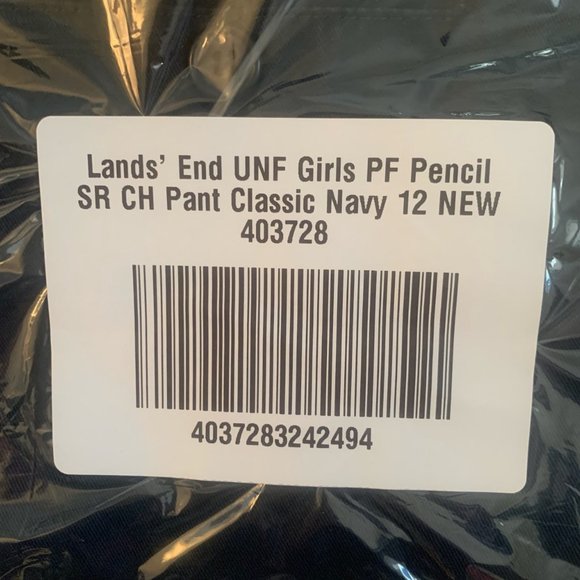 Lands’ End UNF Girls PF Pencil
SR CH Pant Classic Navy 12 NEW
403728
4037283242494